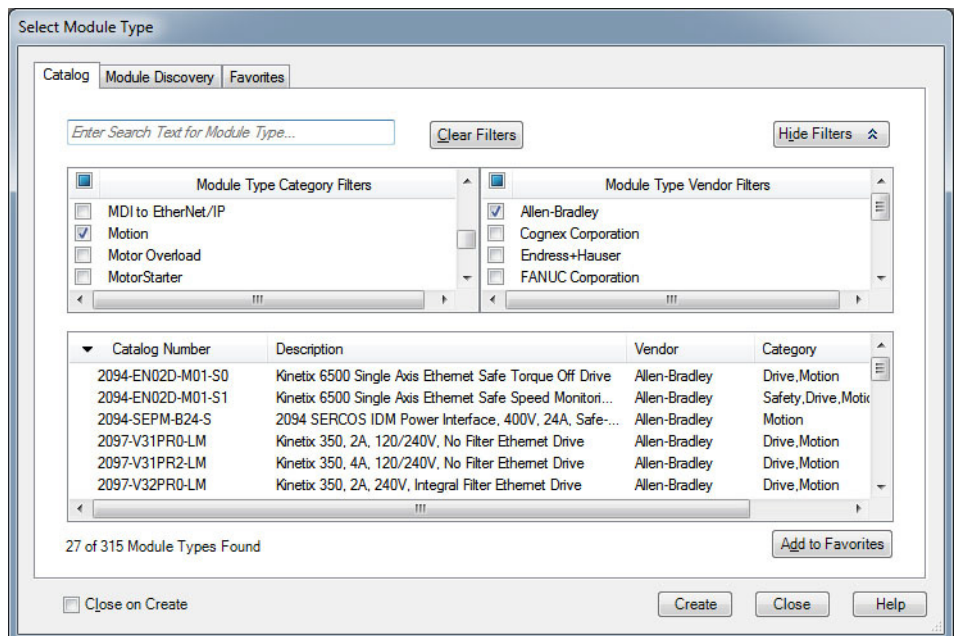 Select Module Type
Catalog Module Discovery Favorites
Enter Search Text for Module Type... Clear Filters Hide Filters
Module Type Category Filters Module Type Vendor Filters
MDI to EtherNet/IP Allen-Bradley
Motion Cognex Corporation
Motor Overload Endress+Hauser
MotorStarter FANUC Corporation
Catalog Number Description Vendor Category
2094-EN02D-M01-S0 Kinetix 6500 Single Axis Ethernet Safe Torque Off Drive Allen-Bradley Drive,Motion
2094-EN02D-M01-S1 Kinetix 6500 Single Axis Ethernet Safe Speed Monitori... Allen-Bradley Safety,Drive,Motic
2094-SEPM-B24-S 2094 SERCOS IDM Power Interface, 400V, 24A, Safe-... Allen-Bradley Motion
2097-V31PR0-LM Kinetix 350, 2A, 120/240V, No Filter Ethernet Drive Allen-Bradley Drive,Motion
2097-V31PR2-LM Kinetix 350, 4A, 120/240V, No Filter Ethernet Drive Allen-Bradley Drive,Motion
2097-V32PR0-LM Kinetix 350, 2A, 240V, Integral Filter Ethernet Drive Allen-Bradley Drive,Motion
27 of 315 Module Types Found Add to Favorites
Close on Create Create Close Help